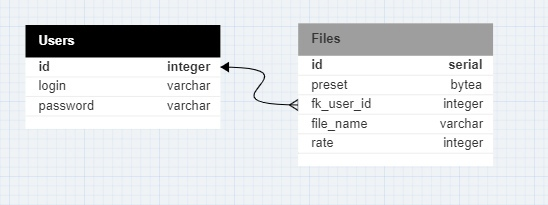 Users
id integer
login varchar
password varchar
Files
id serial
preset bytea
fk_user_id integer
file_name varchar
rate integer